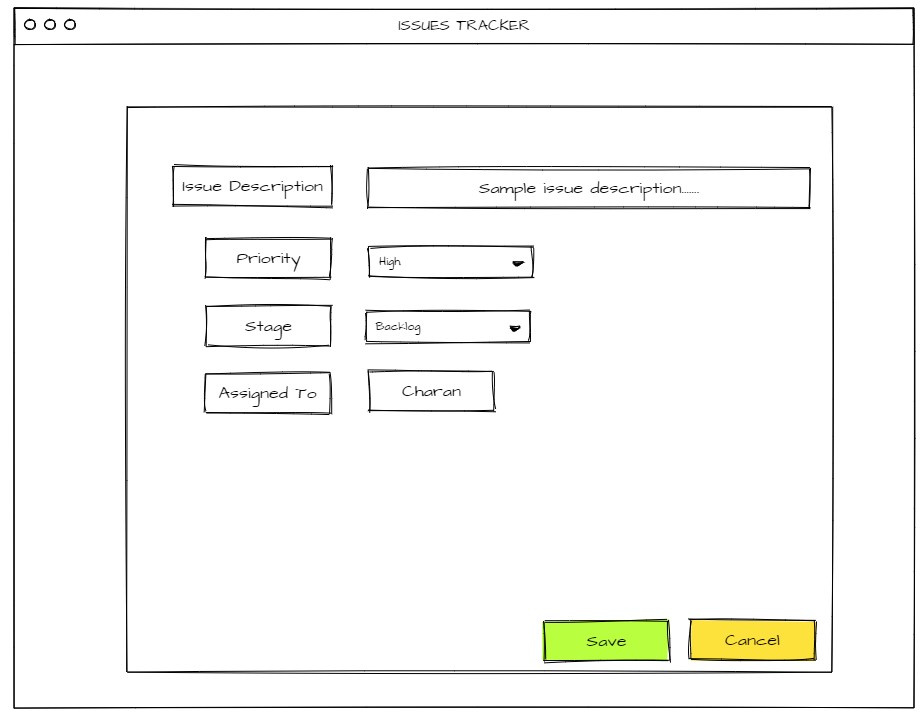 ISSUES TRACKER
Issue Description
Sample issue description.......
Priority
High
Stage
Backlog
Assigned To
Charan
Save
Cancel